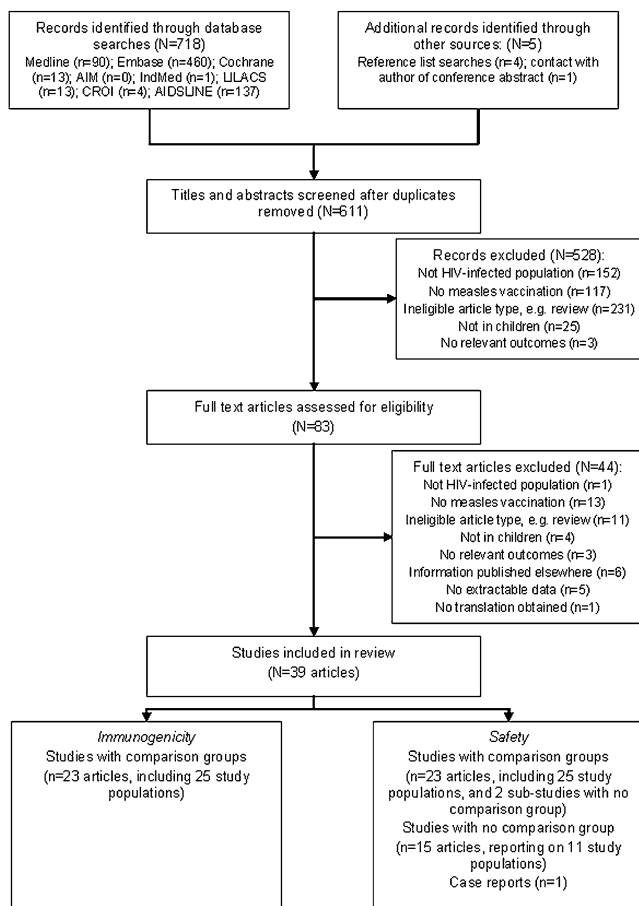 Records identified through database
searches (N=718)
Medline (n=90); Embase (n=460); Cochrane
(n=13); AIM (n=0); IndMed (n=1); LILACS
(n=13); CROI (n=4); AIDSLINE (n=137)
Additional records identified through
other sources: (N=5)
Reference list searches (n=4); contact with
author of conference abstract (n=1)
Titles and abstracts screened after duplicates
removed (N=611)
Records excluded (N=528):
Not HIV-infected population (n=152)
No measles vaccination (n=117)
Ineligible article type, e.g. review (n=231)
Not in children (n=25)
No relevant outcomes (n=3)
Full text articles assessed for eligibility
(N=83)
Full text articles excluded (N=44):
Not HIV-infected population (n=1)
No measles vaccination (n=13)
Ineligible article type, e.g. review (n=11)
Not in children (n=4)
No relevant outcomes (n=3)
Information published elsewhere (n=6)
No extractable data (n=5)
No translation obtained (n=1)
Studies included in review
(N=39 articles)
Immunogenicity
Studies with comparison groups
(n=23 articles, including 25 study
populations)
Safety
Studies with comparison groups
(n=23 articles, including 25 study
populations, and 2 sub-studies with no
comparison group)
Studies with no comparison group
(n=15 articles, reporting on 11 study
populations)
Case reports (n=1)